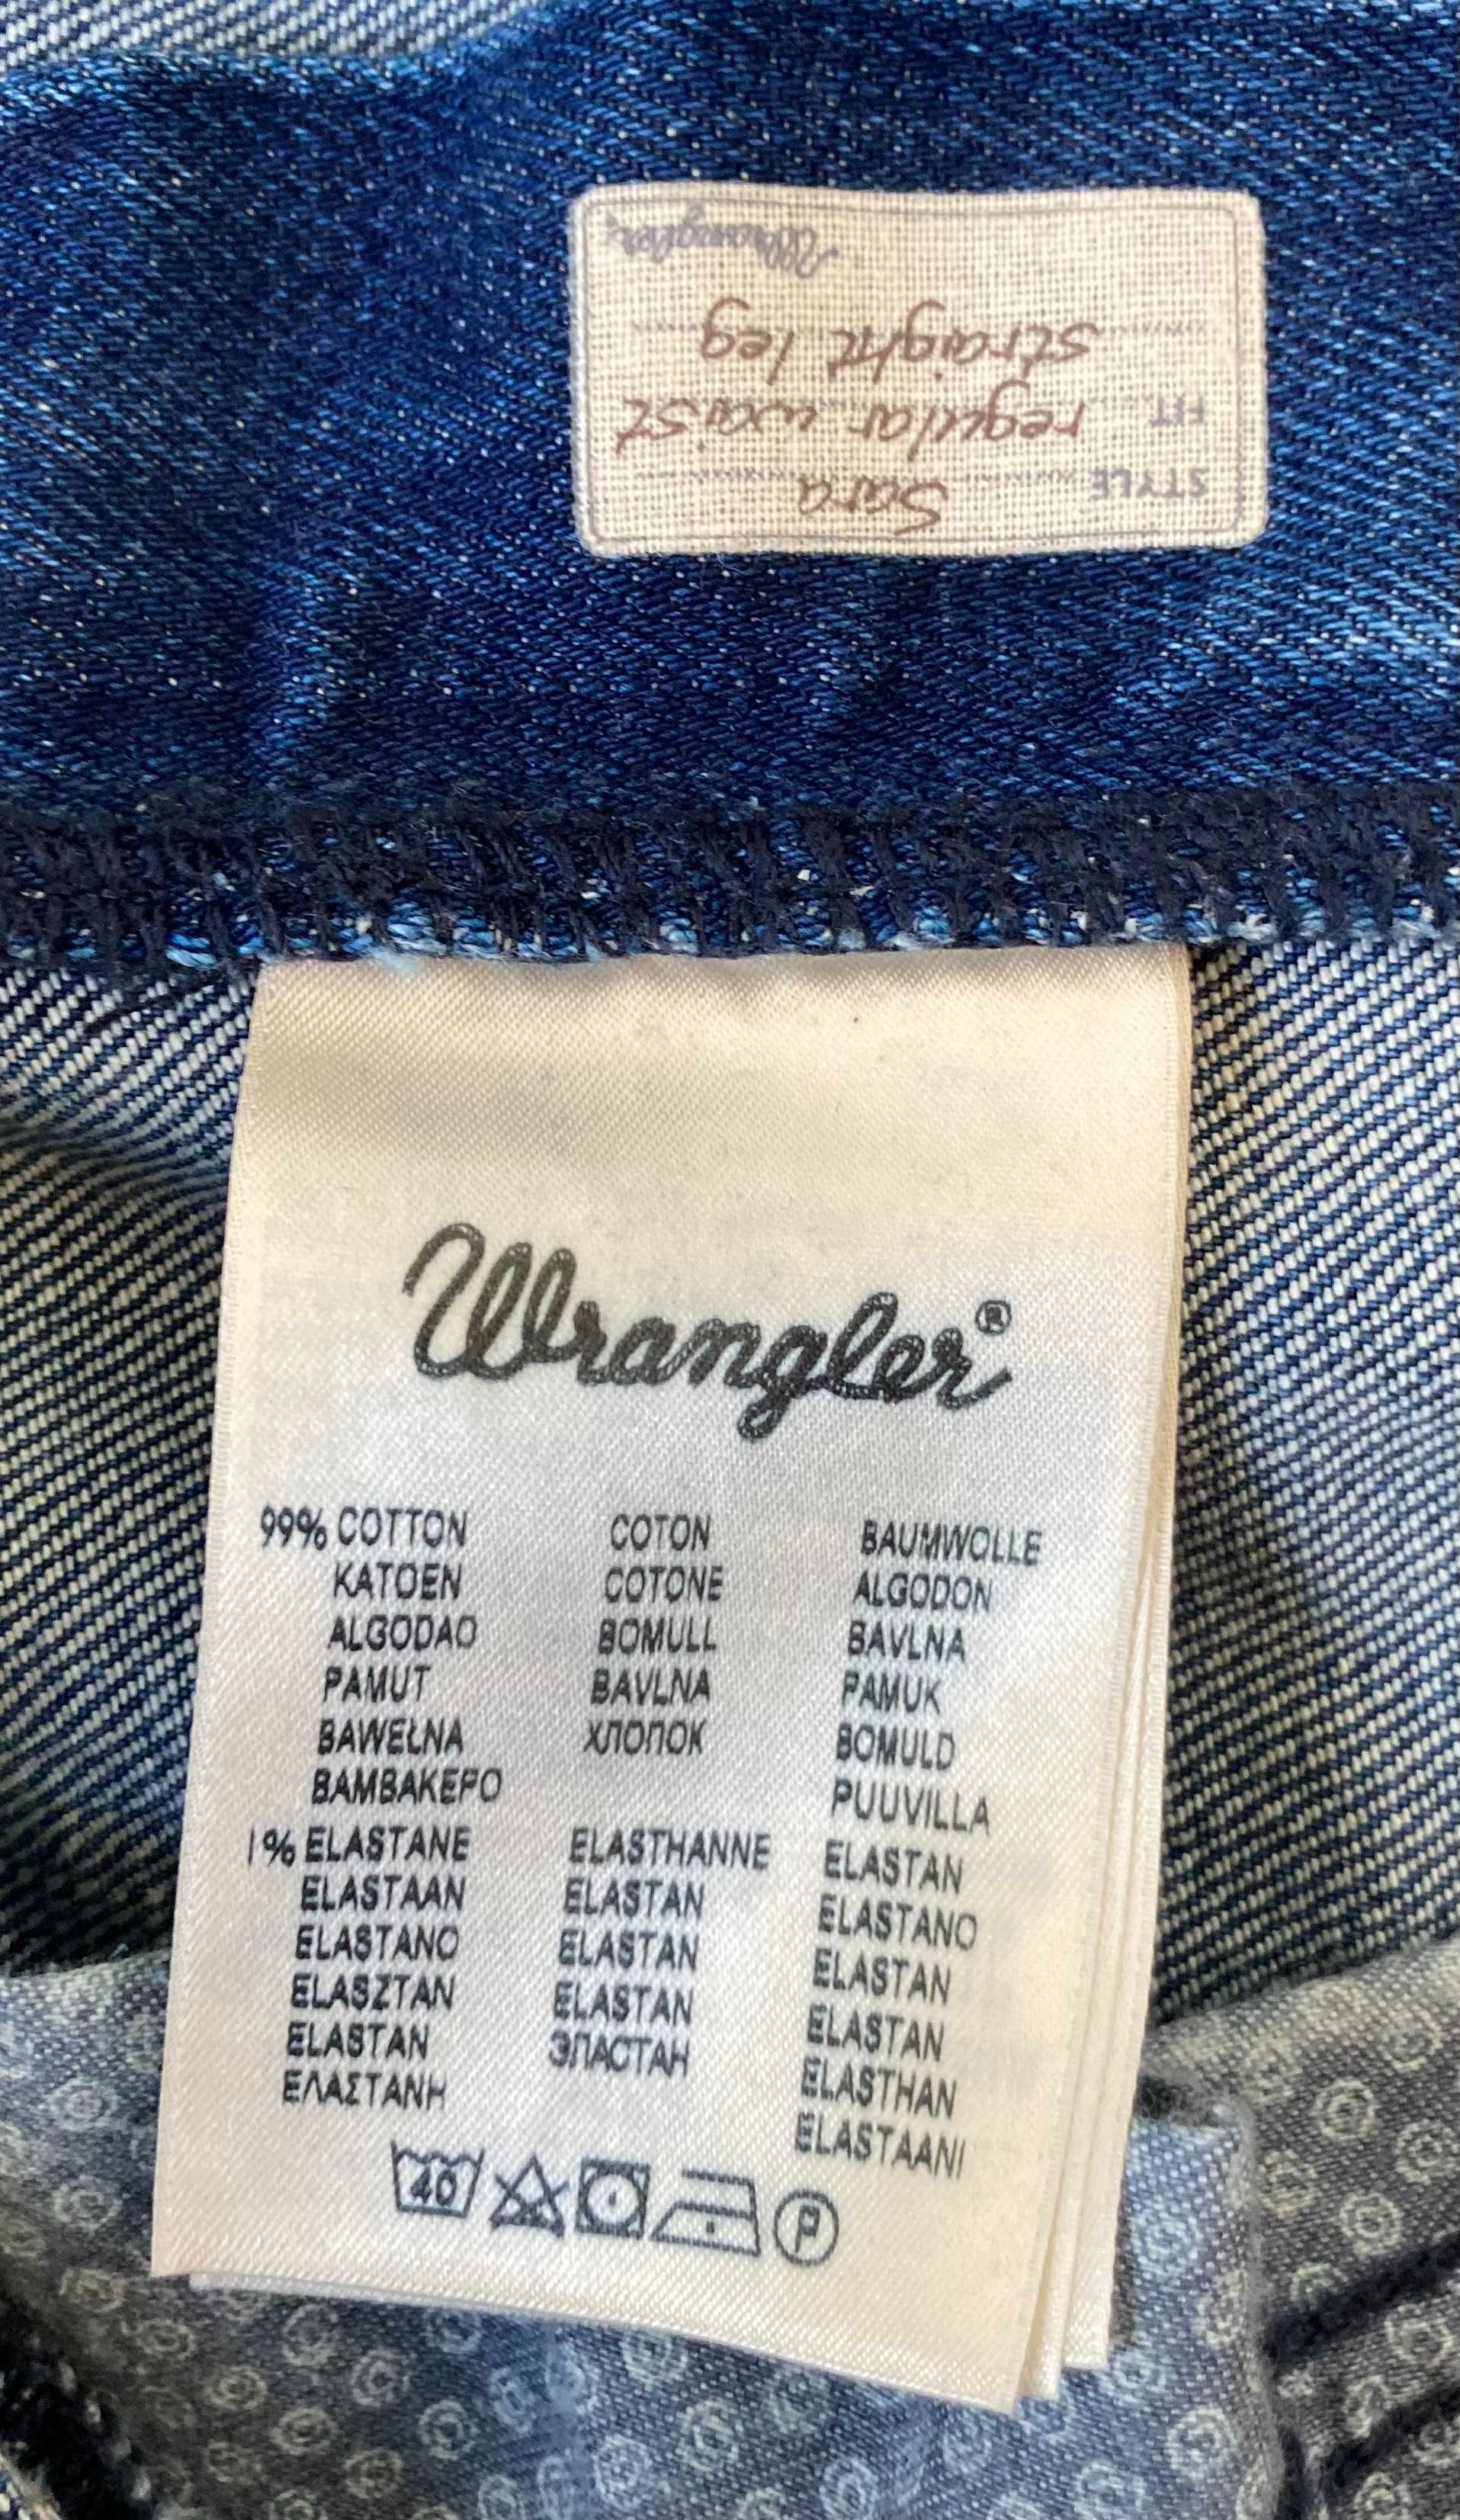 Wrangler
STYLE Sara
FIT regular waist
straight leg
Wrangler®
99% COTTON COTON BAUMWOLLE
KATOEN COTONE ALGODON
ALGODAO BOMULL BAVLNA
PAMUT BAVLNA PAMUK
BAWEŁNA ХЛОПОК BOMULD
ΒΑΜΒΑΚΕΡΟ PUUVILLA
1% ELASTANE ELASTHANNE ELASTAN
ELASTAAN ELASTAN ELASTANO
ELASTANO ELASTAN ELASTAN
ELASZTAN ELASTAN ELASTAN
ELASTAN ЭЛАСТАН ELASTHAN
ΕΛΑΣΤΑΝΗ ELASTAANI
40 P